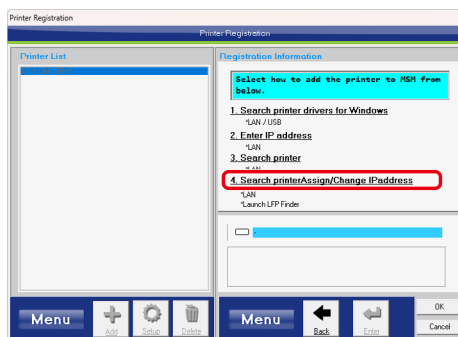 Printer Registration
Printer Registration
Printer List
Registration Information
Select how to add the printer to MSM from
below.
1. Search printer drivers for Windows
*LAN / USB
2. Enter IP address
*LAN
3. Search printer
*LAN
4. Search printerAssign/Change IPaddress
*LAN
*Launch LFP Finder
Menu
Add
Setup
Delete
Menu
Back
Enter
OK
Cancel